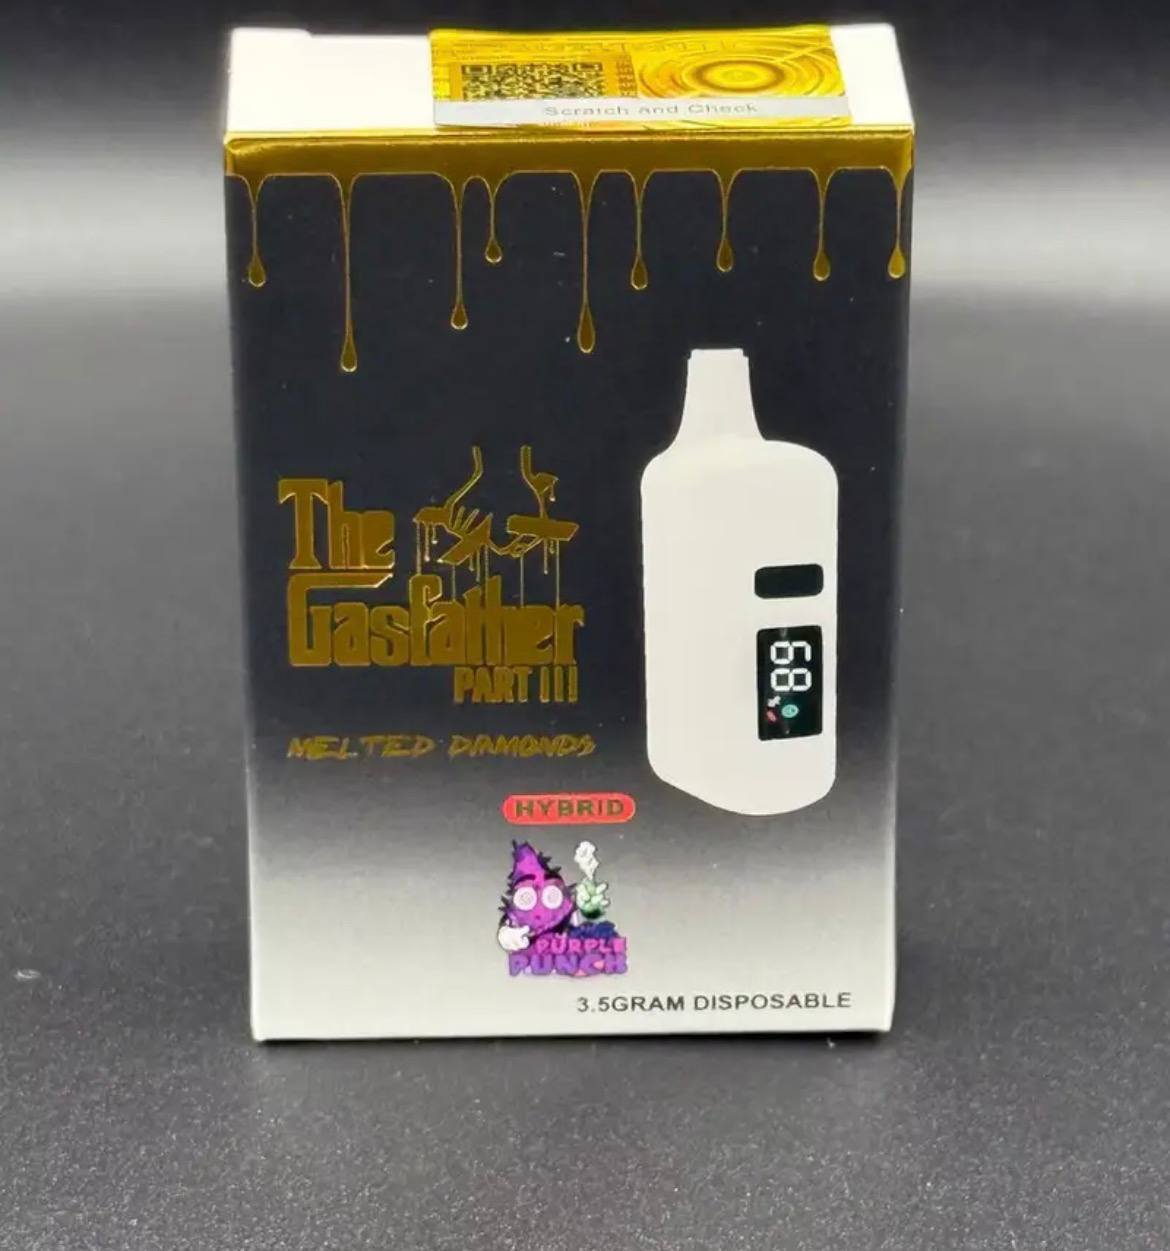 Scratch and Check
The
Gasfather
PART III
MELTED DIAMONDS
68
HYBRID
PURPLE
PUNCH
3.5GRAM DISPOSABLE